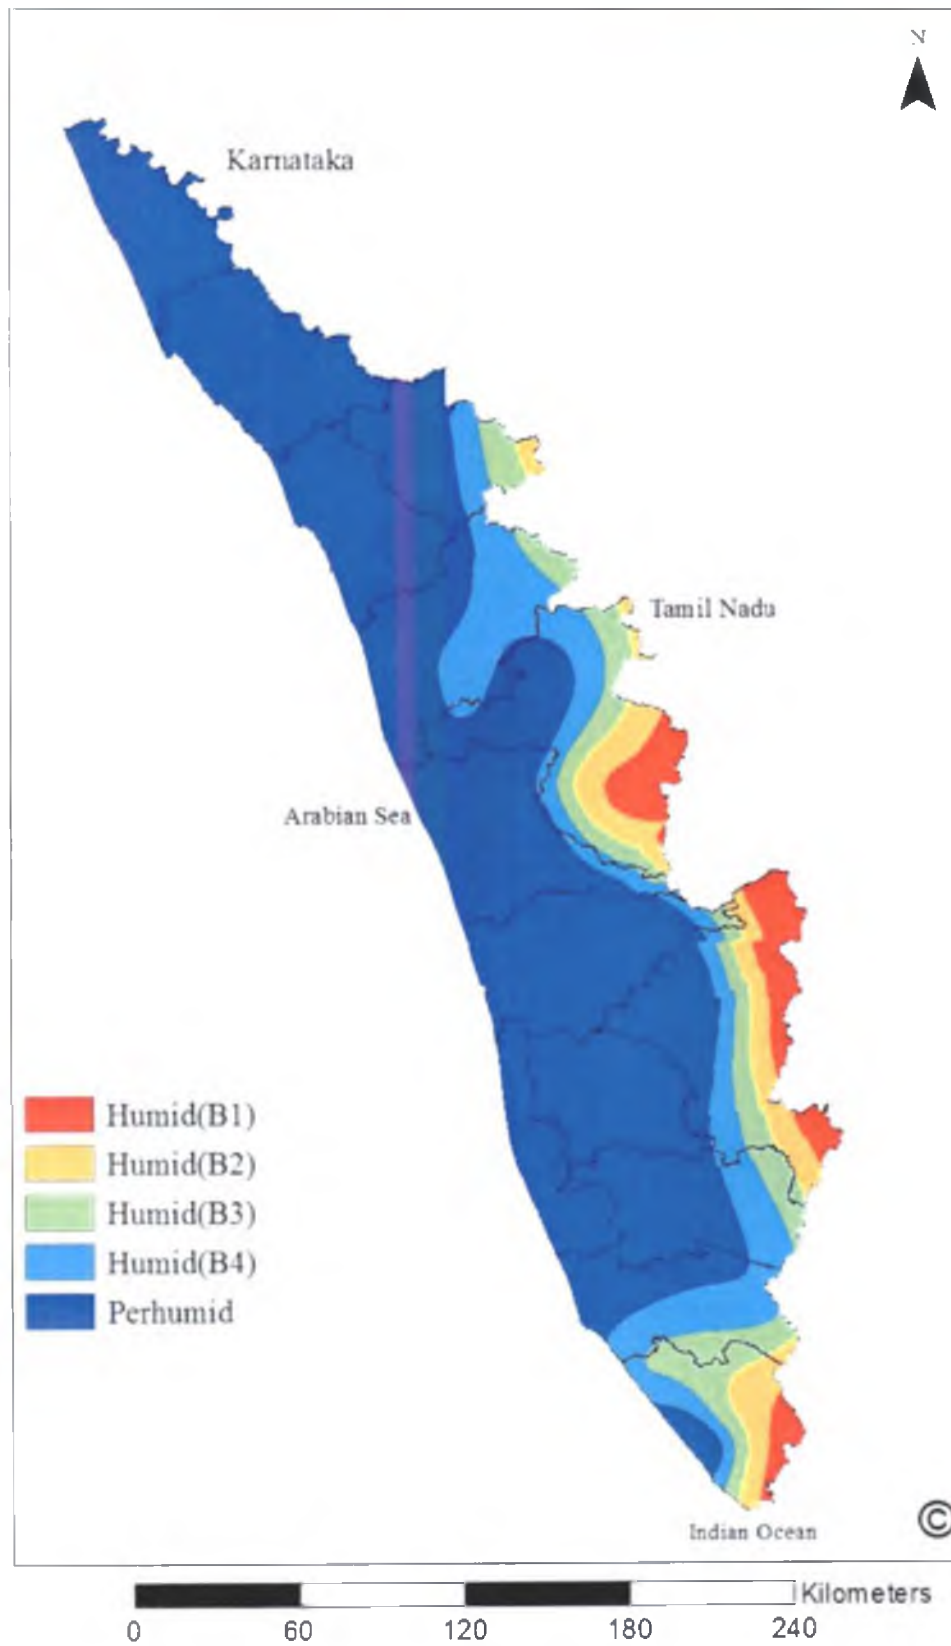 N
Karnataka
Tamil Nadu
Arabian Sea
Humid(B1)
Humid(B2)
Humid(B3)
Humid(B4)
Perhumid
©
Indian Ocean
Kilometers
0 60 120 180 240